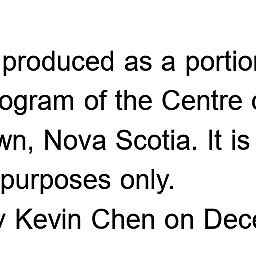 produced as a portion
ogram of the Centre
wn, Nova Scotia. It is
purposes only.
y Kevin Chen on Dece